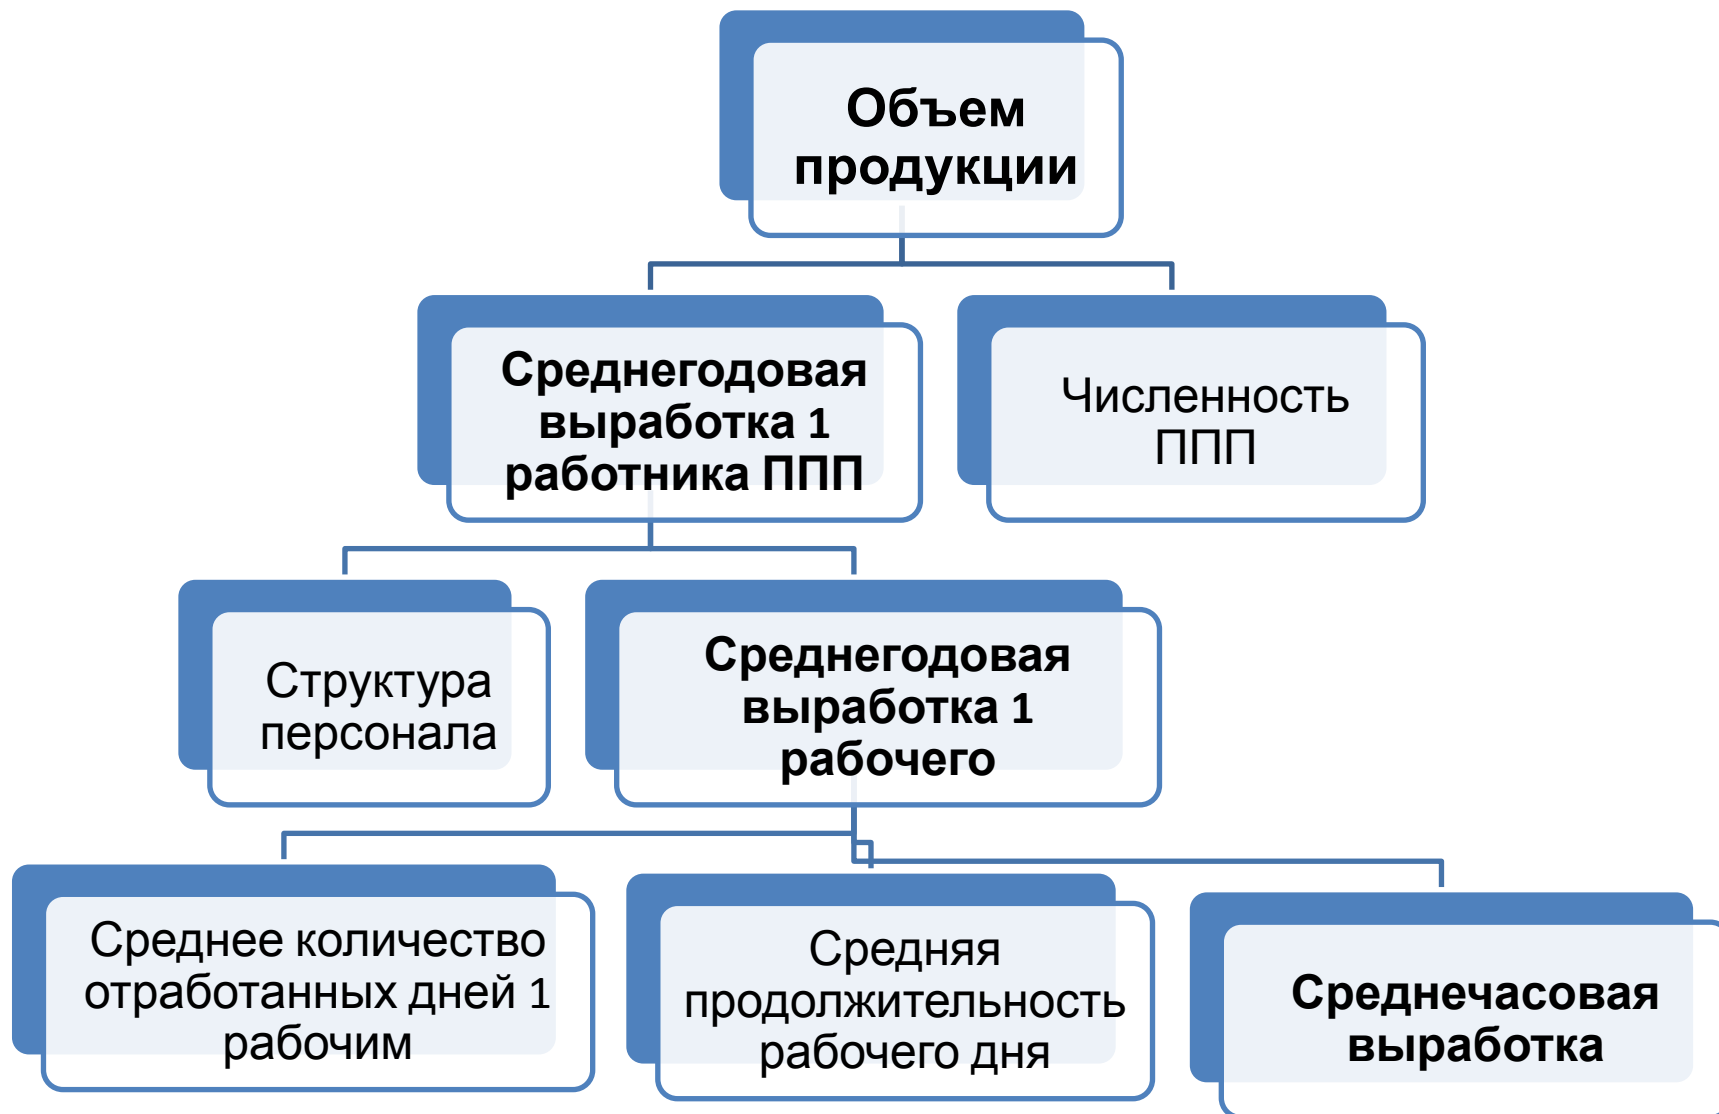 Объем
продукции
Среднегодовая
выработка 1
работника ППП
Численность
ППП
Структура
персонала
Среднегодовая
выработка 1
рабочего
Среднее количество
отработанных дней 1
рабочим
Средняя
продолжительность
рабочего дня
Среднечасовая
выработка